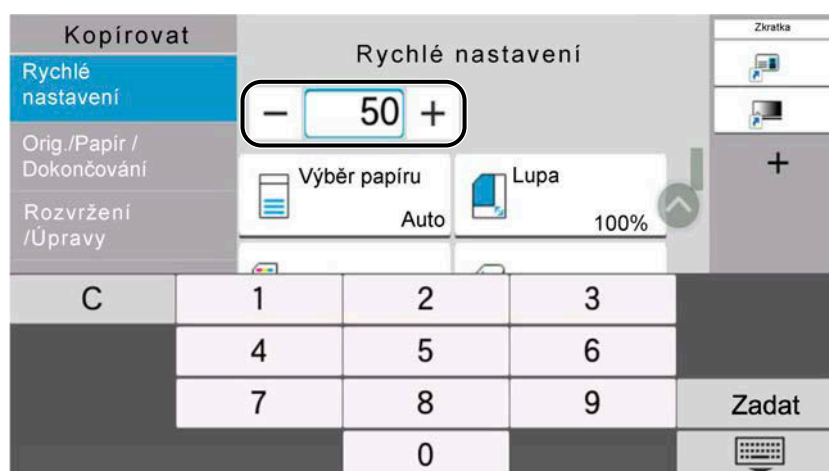 Kopírovat
Rychlé
nastavení
Orig./Papír /
Dokončování
Rozvržení
/Úpravy
Rychlé nastavení
− 50 +
Výběr papíru
Auto
Lupa
100%
Zkratka
+
C 1 2 3
4 5 6
7 8 9 Zadat
0